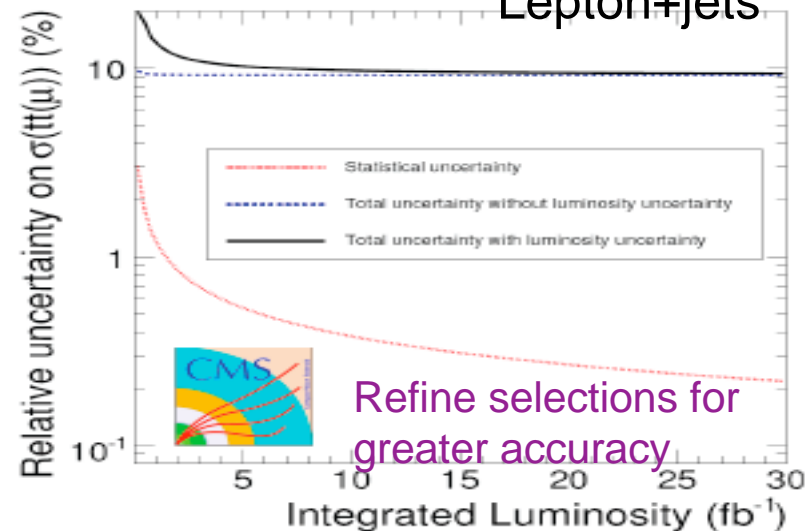 Lepton+jets
Relative uncertainty on σ(tt(μ)) (%)
10
1
10-1
Statistical uncertainty
Total uncertainty without luminosity uncertainty
Total uncertainty with luminosity uncertainty
CMS
Refine selections for
greater accuracy
5 10 15 20 25 30
Integrated Luminosity (fb-1)